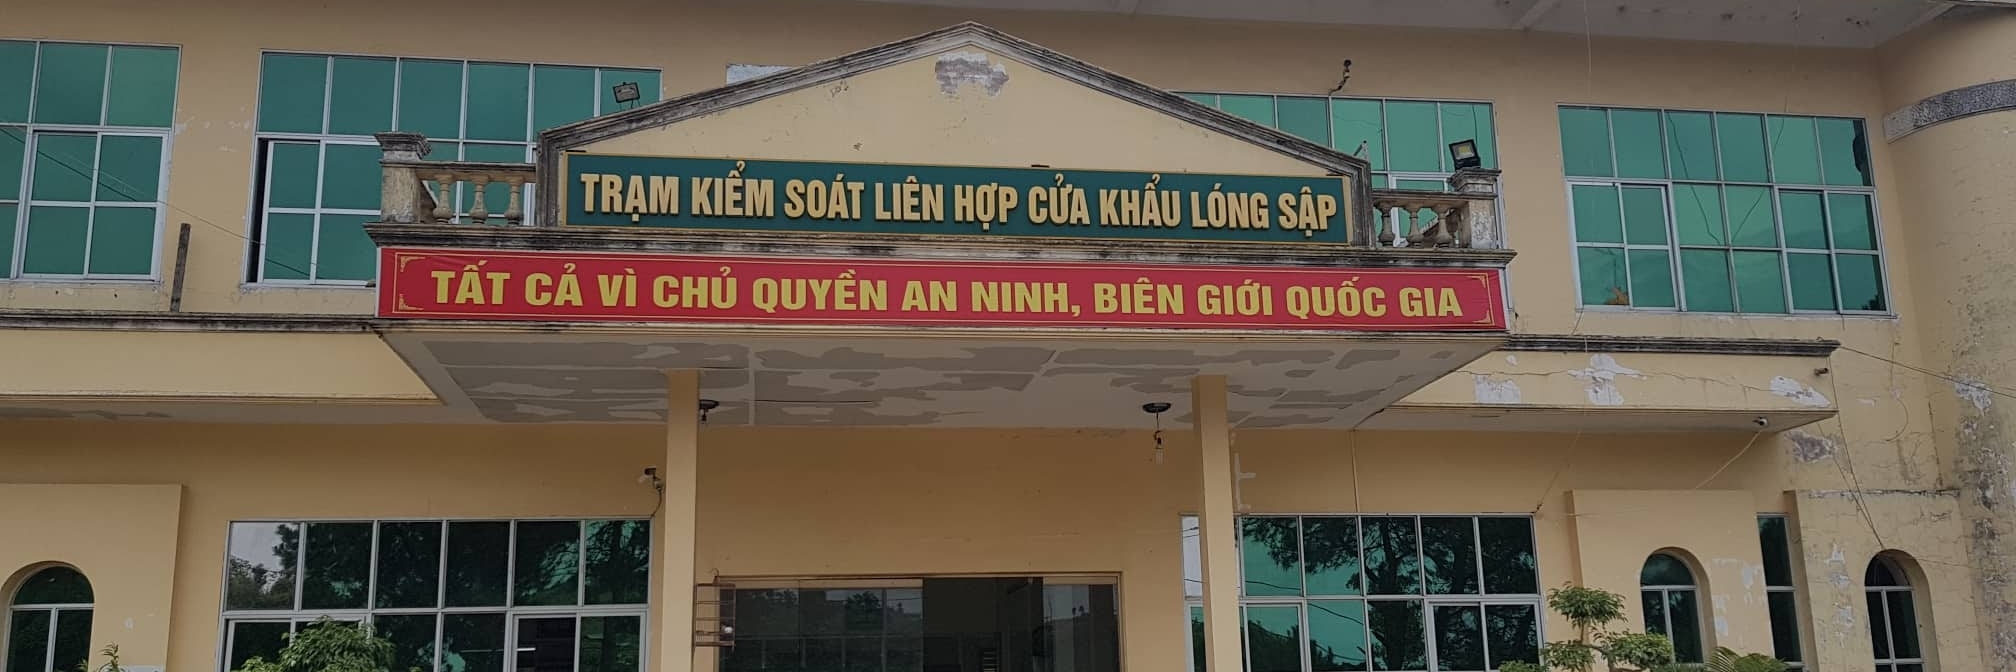 TRẠM KIỂM SOÁT LIÊN HỢP CỬA KHẨU LÓNG SẬP
TẤT CẢ VÌ CHỦ QUYỀN AN NINH, BIÊN GIỚI QUỐC GIA